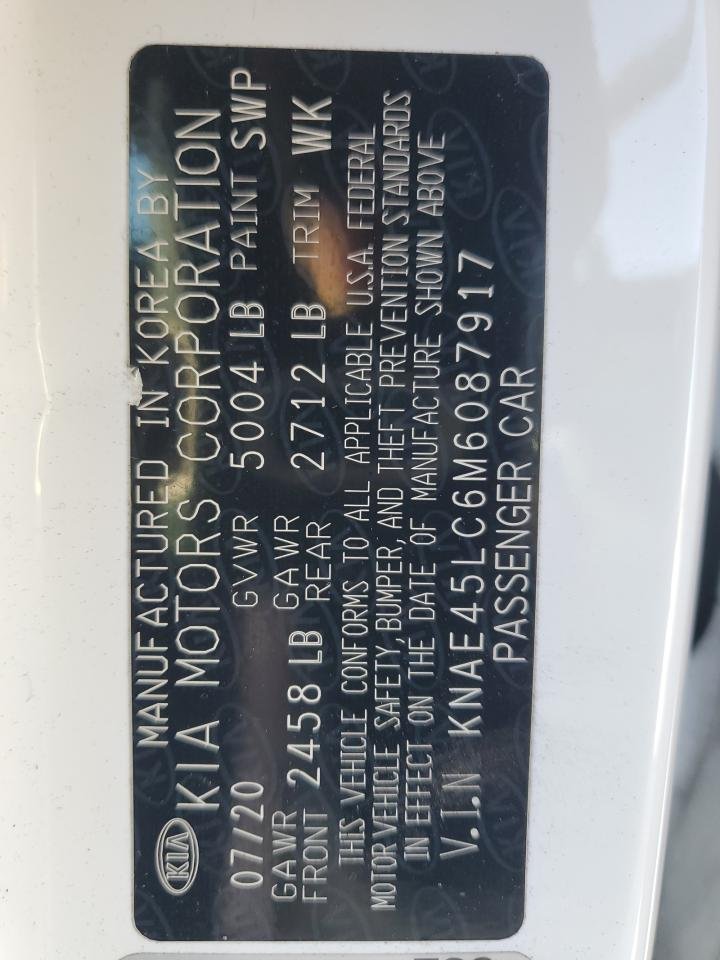 KIA
MANUFACTURED IN KOREA BY
KIA MOTORS CORPORATION
07/20 GVWR 5004 LB PAINT SWP
GAWR FRONT 2458 LB GAWR REAR 2712 LB TRIM WK
THIS VEHICLE CONFORMS TO ALL APPLICABLE U.S.A. FEDERAL
MOTOR VEHICLE SAFETY, BUMPER, AND THEFT PREVENTION STANDARDS
IN EFFECT ON THE DATE OF MANUFACTURE SHOWN ABOVE
V.I.N KNAE45LC6M6087917
PASSENGER CAR